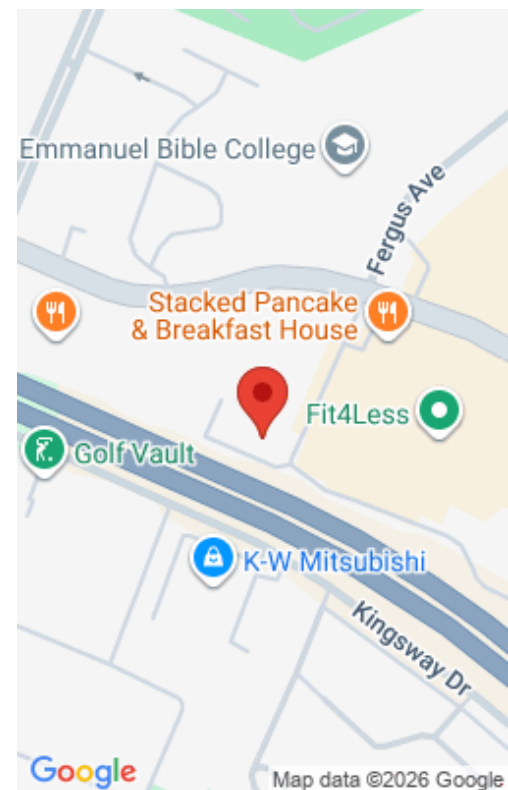 Emmanuel Bible College
Fergus Ave
Stacked Pancake
& Breakfast House
Fit4Less
Golf Vault
K-W Mitsubishi
Kingsway Dr
Google
Map data ©2026 Google